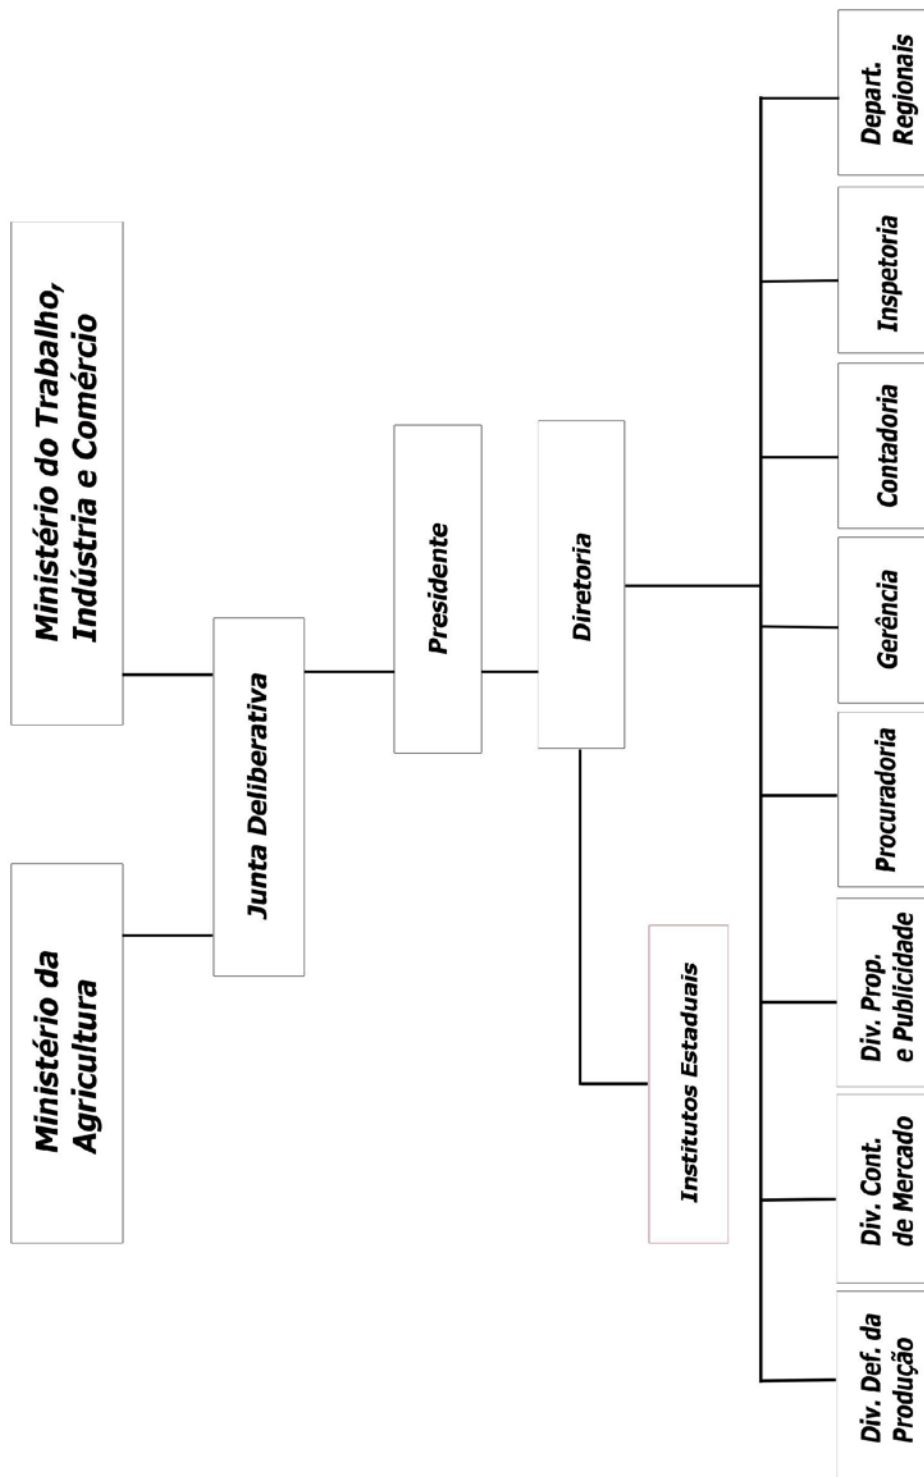 Ministério da
Agricultura
Ministério do Trabalho,
Indústria e Comércio
Junta Deliberativa
Presidente
Diretoria
Institutos Estaduais
Div. Def. da
Produção
Div. Cont.
de Mercado
Div. Prop.
e Publicidade
Procuradoria
Gerência
Contadoria
Inspetoria
Depart.
Regionais